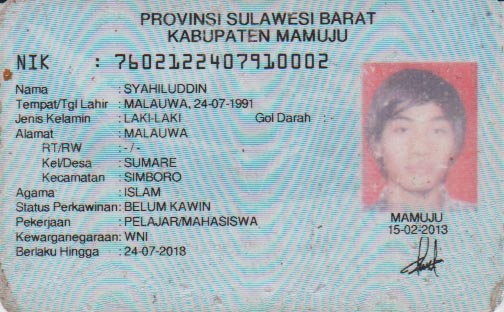 PROVINSI SULAWESI BARAT
KABUPATEN MAMUJU
NIK : 7602122407910002
Nama : SYAHILUDDIN
Tempat/Tgl Lahir : MALAUWA, 24-07-1991
Jenis Kelamin : LAKI-LAKI Gol Darah : -
Alamat : MALAUWA
RT/RW : - / -
Kel/Desa : SUMARE
Kecamatan : SIMBORO
Agama : ISLAM
Status Perkawinan: BELUM KAWIN
Pekerjaan : PELAJAR/MAHASISWA
Kewarganegaraan: WNI
Berlaku Hingga : 24-07-2018
MAMUJU
15-02-2013